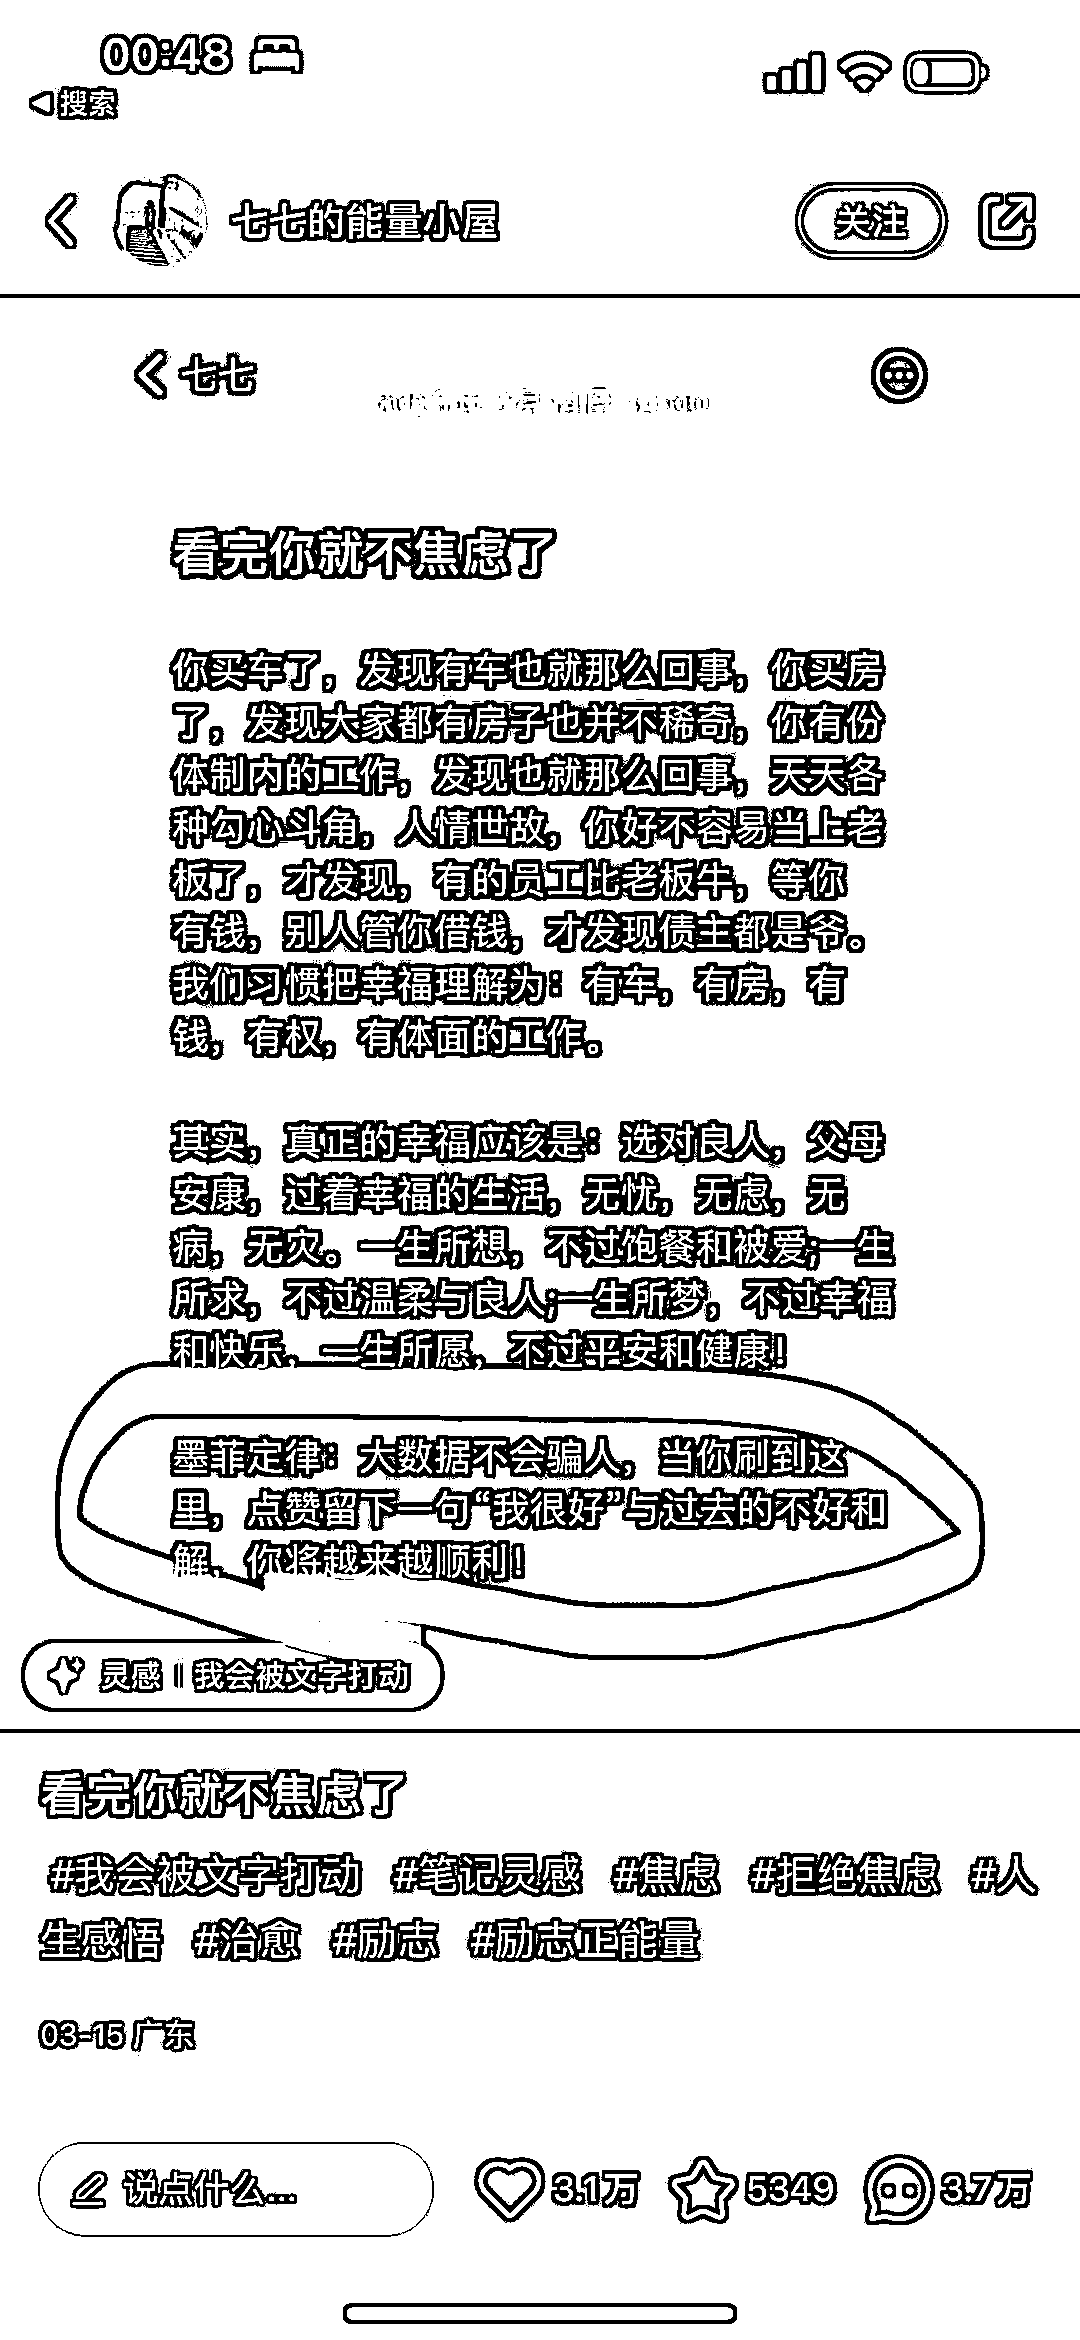 00:48
搜索
七七的能量小屋
关注
七七
看完你就不焦虑了
你买车了，发现有车也就那么回事，你买房
了，发现大家都有房子也并不稀奇，你有份
体制内的工作，发现也就那么回事，天天各
种勾心斗角，人情世故，你好不容易当上老
板了，才发现，有的员工比老板牛，等你
有钱，别人管你借钱，才发现债主都是爷。
我们习惯把幸福理解为：有车，有房，有
钱，有权，有体面的工作。
其实，真正的幸福应该是：选对良人，父母
安康，过着幸福的生活，无忧，无虑，无
病，无灾。一生所想，不过饱餐和被爱;一生
所求，不过温柔与良人;一生所梦，不过幸福
和快乐，一生所愿，不过平安和健康!
墨菲定律：大数据不会骗人，当你刷到这
里，点赞留下一句“我很好”与过去的不好和
解，你将越来越顺利!
灵感 | 我会被文字打动
看完你就不焦虑了
#我会被文字打动 #笔记灵感 #焦虑 #拒绝焦虑 #人
生感悟 #治愈 #励志 #励志正能量
03-15 广东
说点什么... 3.1万 5349 3.7万